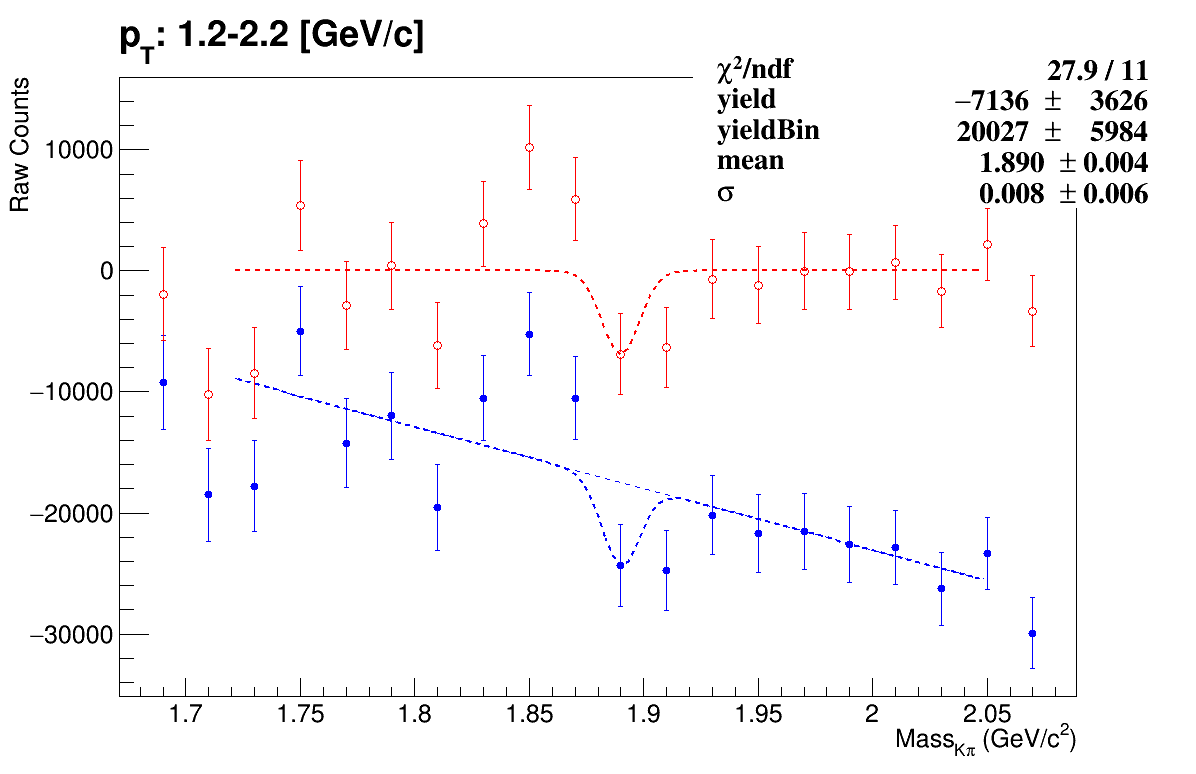 p_T: 1.2-2.2 [GeV/c]
χ²/ndf 27.9 / 11
yield −7136 ± 3626
yieldBin 20027 ± 5984
mean 1.890 ± 0.004
σ 0.008 ± 0.006
Raw Counts
10000
0
−10000
−20000
−30000
1.7 1.75 1.8 1.85 1.9 1.95 2 2.05
Mass_Kπ (GeV/c²)